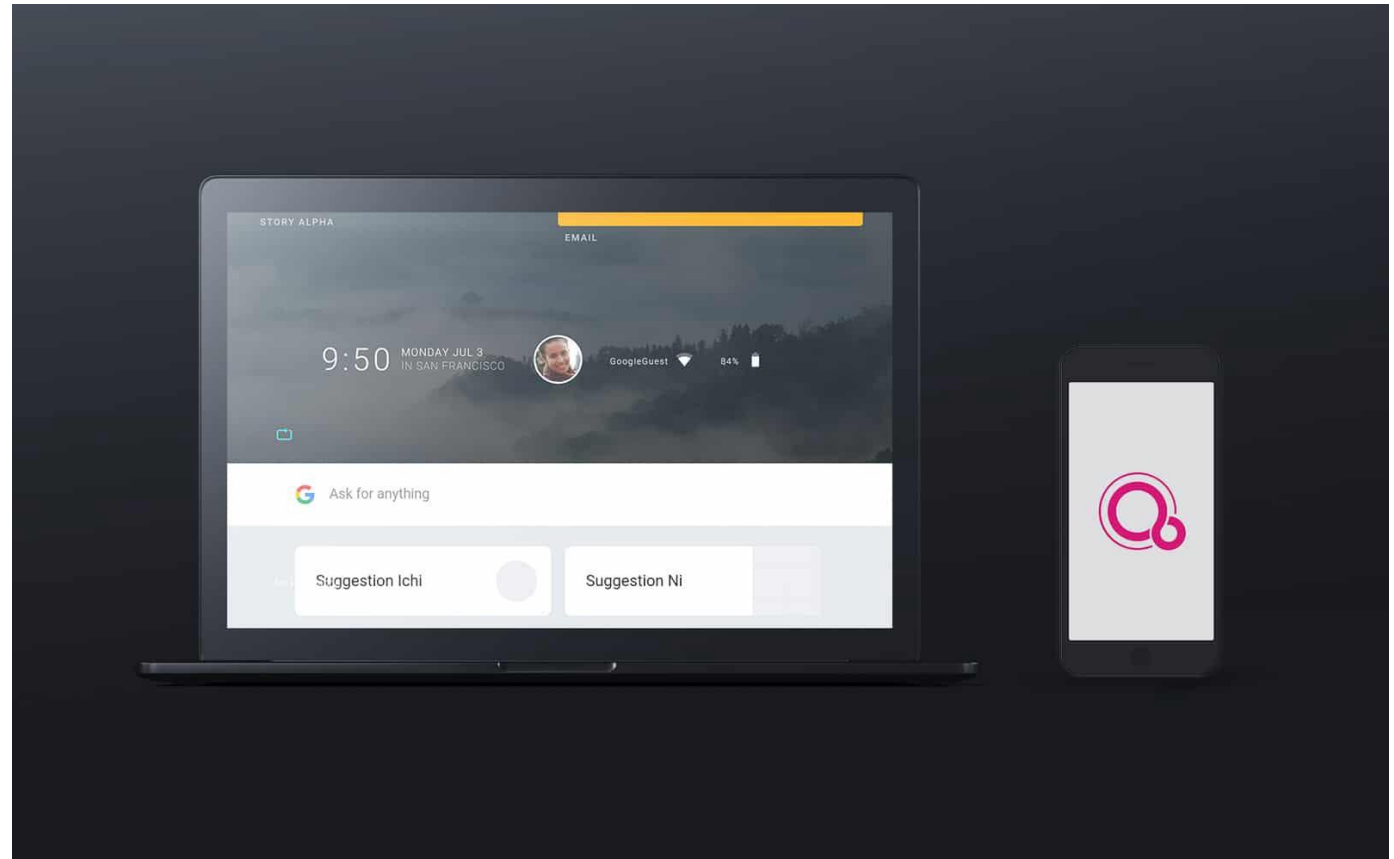 STORY ALPHA
EMAIL
9:50 MONDAY JUL 3
IN SAN FRANCISCO
GoogleGuest 84%
Ask for anything
Suggestion Ichi
Suggestion Ni